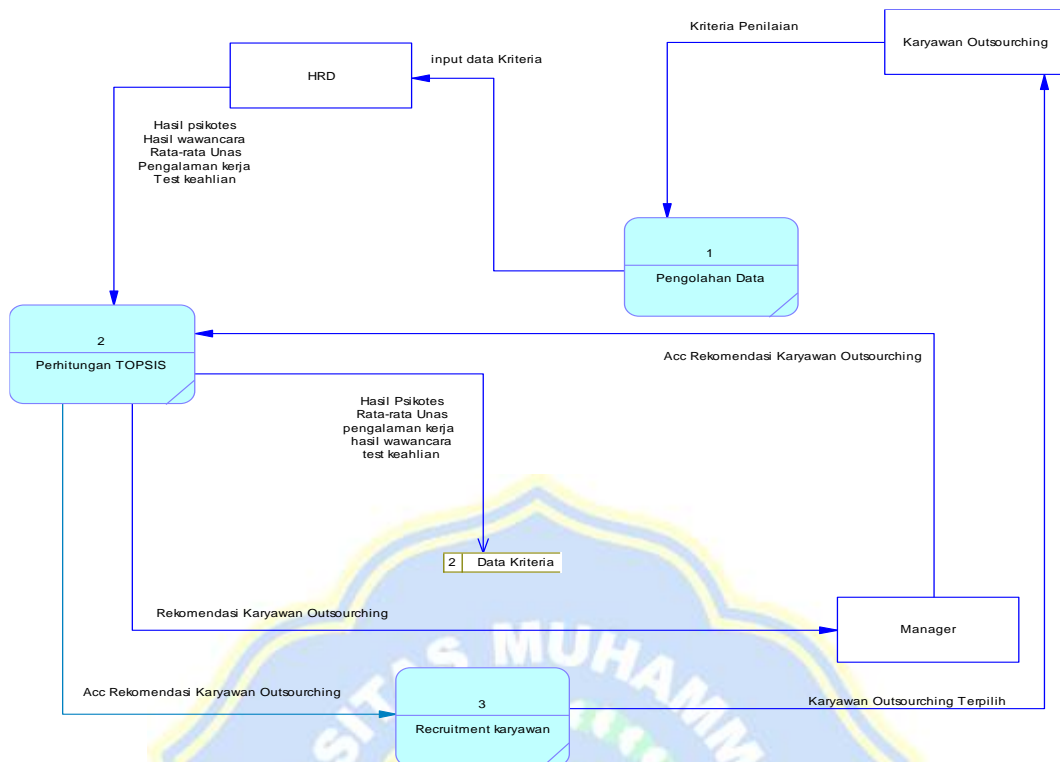 Kriteria Penilaian
Karyawan Outsourching
HRD
input data Kriteria
Hasil psikotes
Hasil wawancara
Rata-rata Unas
Pengalaman kerja
Test keahlian
1
Pengolahan Data
2
Perhitungan TOPSIS
Acc Rekomendasi Karyawan Outsourching
Hasil Psikotes
Rata-rata Unas
pengalaman kerja
hasil wawancara
test keahlian
2 Data Kriteria
Rekomendasi Karyawan Outsourching
Manager
Acc Rekomendasi Karyawan Outsourching
3
Recruitment karyawan
Karyawan Outsourching Terpilih
SITAS MUHAMM